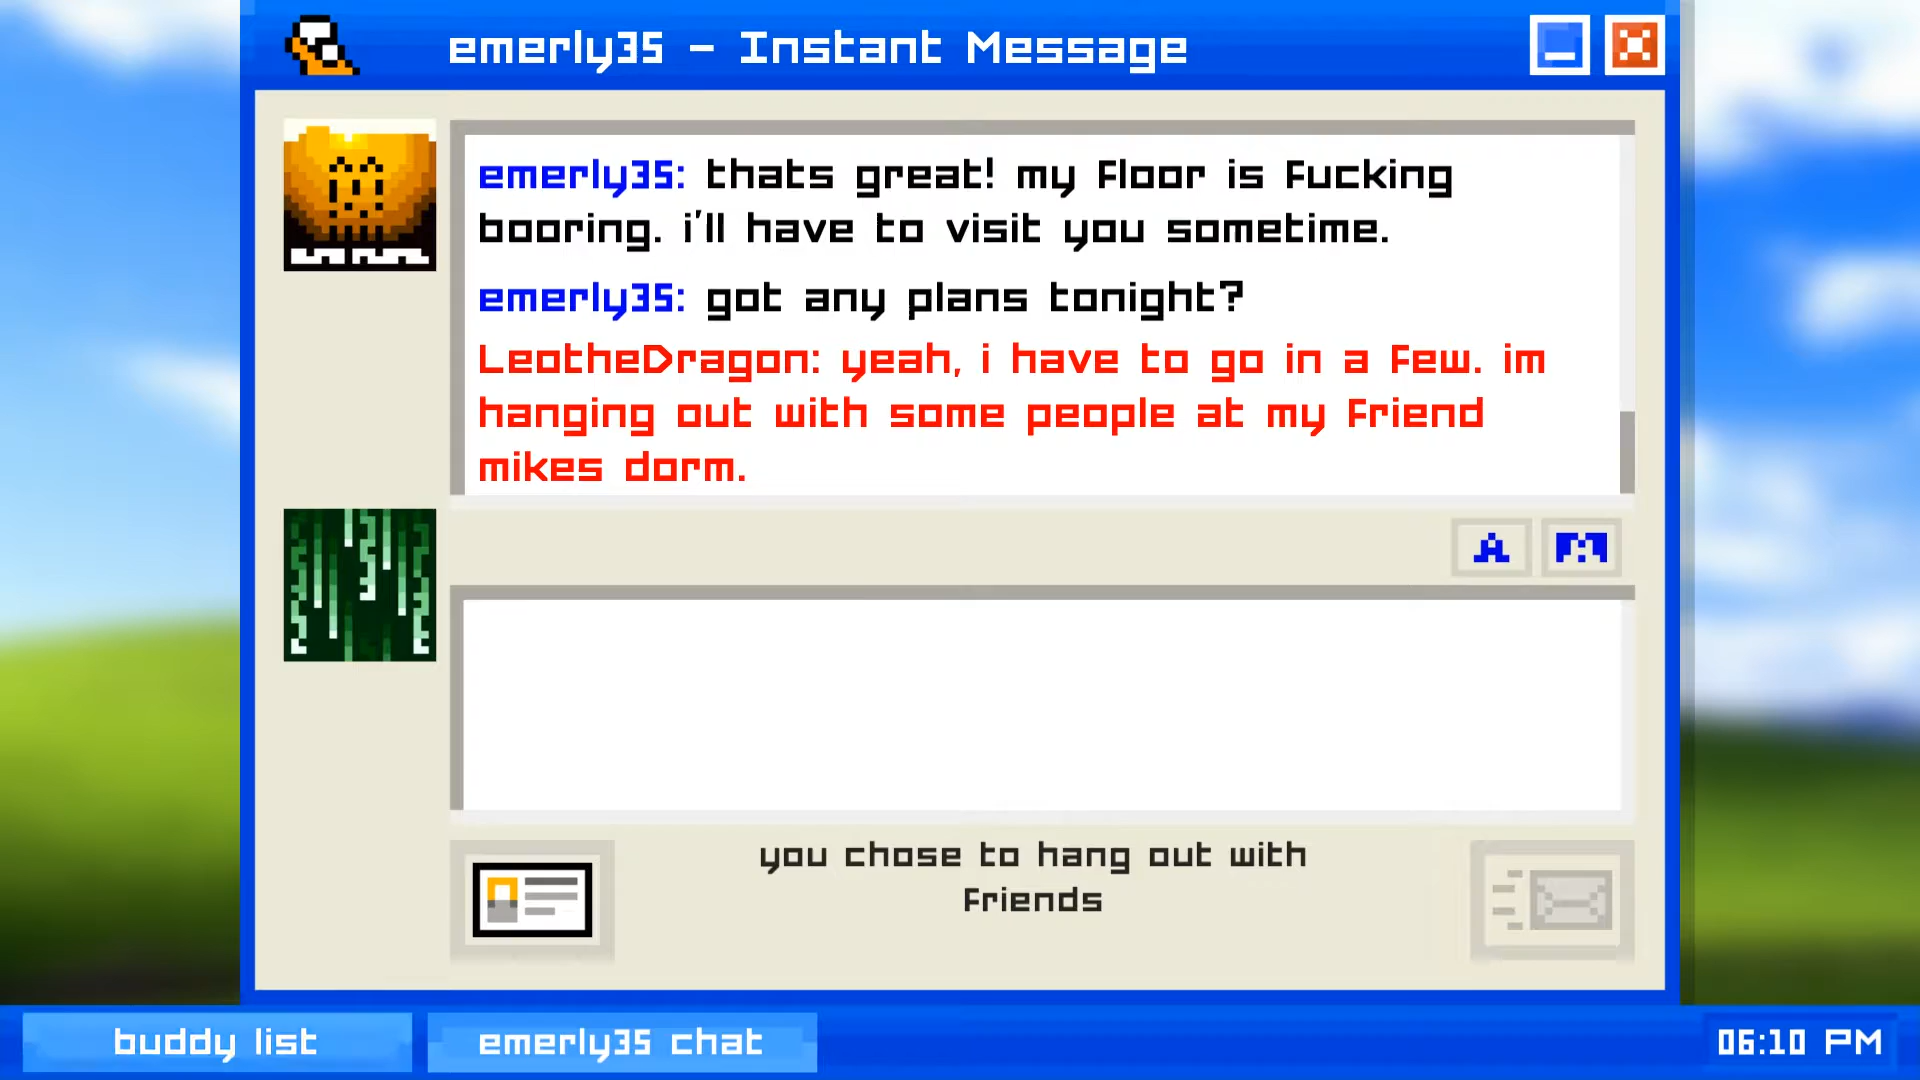 emerly35 - Instant Message
emerly35: thats great! my floor is fucking
booring. i'll have to visit you sometime.
emerly35: got any plans tonight?
LeotheDragon: yeah, i have to go in a few. im
hanging out with some people at my friend
mikes dorm.
A
you chose to hang out with
friends
buddy list
emerly35 chat
06:10 PM